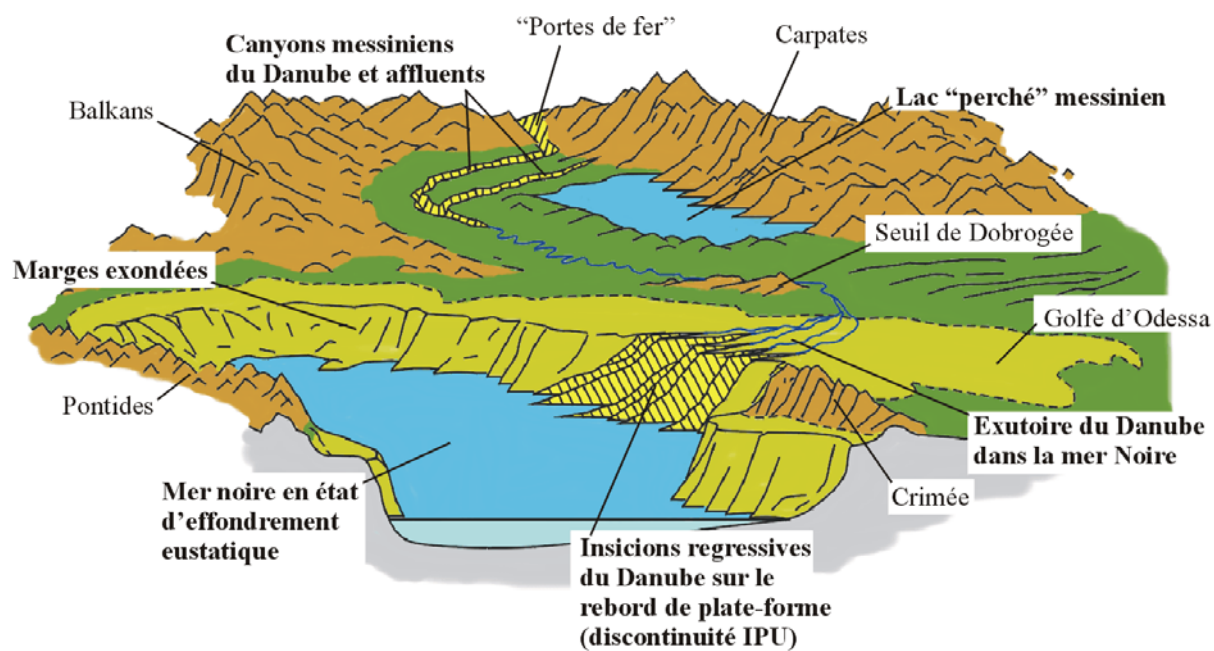 “Portes de fer”
Canyons messiniens
du Danube et affluents
Carpates
Balkans
Lac “perché” messinien
Seuil de Dobrogée
Marges exondées
Golfe d’Odessa
Pontides
Exutoire du Danube
dans la mer Noire
Crimée
Mer noire en état
d’effondrement
eustatique
Insicions regressives
du Danube sur le
rebord de plate-forme
(discontinuité IPU)